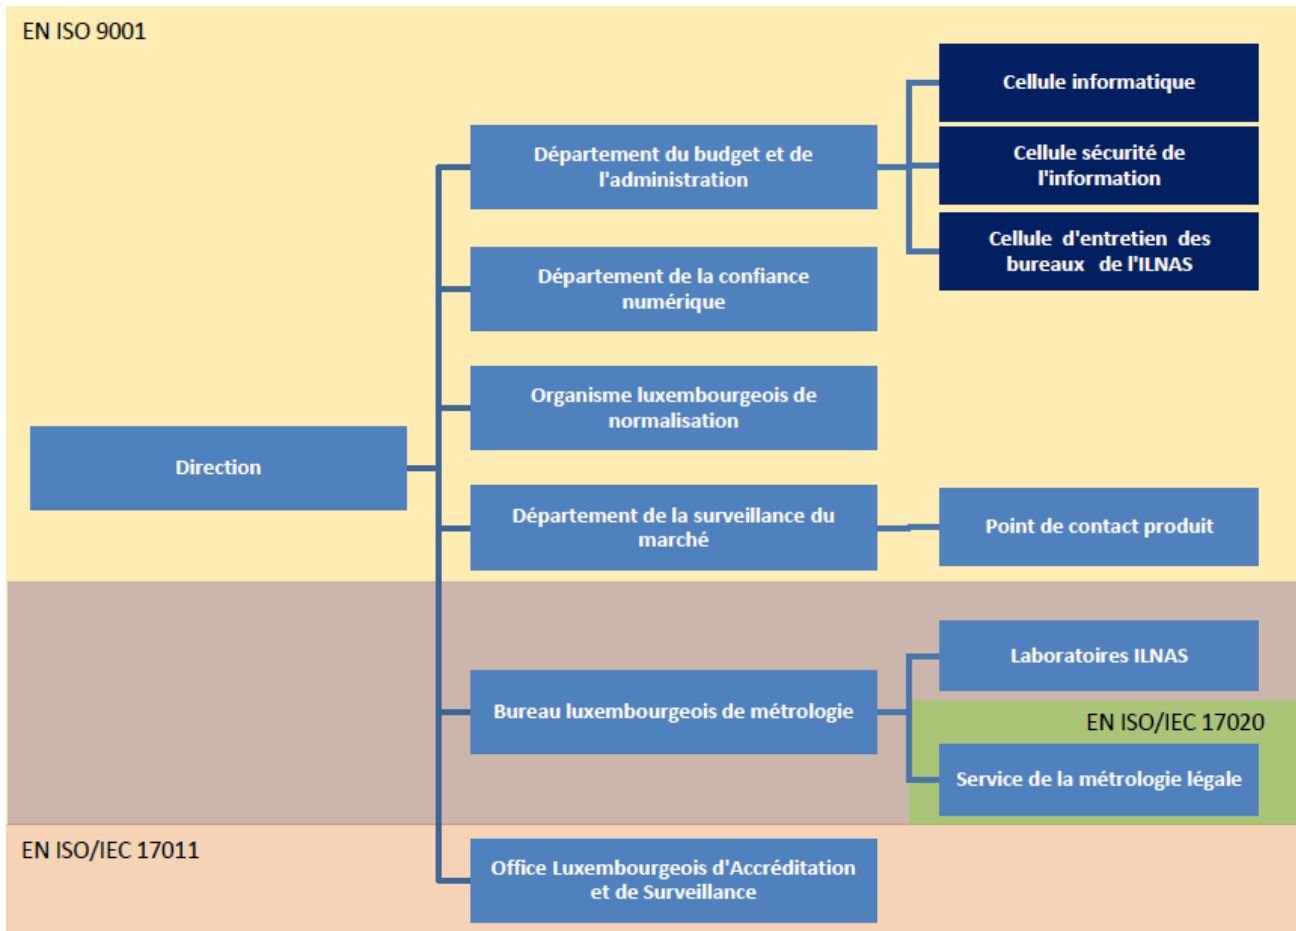 EN ISO 9001
Cellule informatique
Département du budget et de
l'administration
Cellule sécurité de
l'information
Cellule d'entretien des
bureaux de l'ILNAS
Département de la confiance
numérique
Organisme luxembourgeois de
normalisation
Direction
Département de la surveillance du
marché
Point de contact produit
Laboratoires ILNAS
Bureau luxembourgeois de métrologie
EN ISO/IEC 17020
Service de la métrologie légale
EN ISO/IEC 17011
Office Luxembourgeois d'Accréditation
et de Surveillance